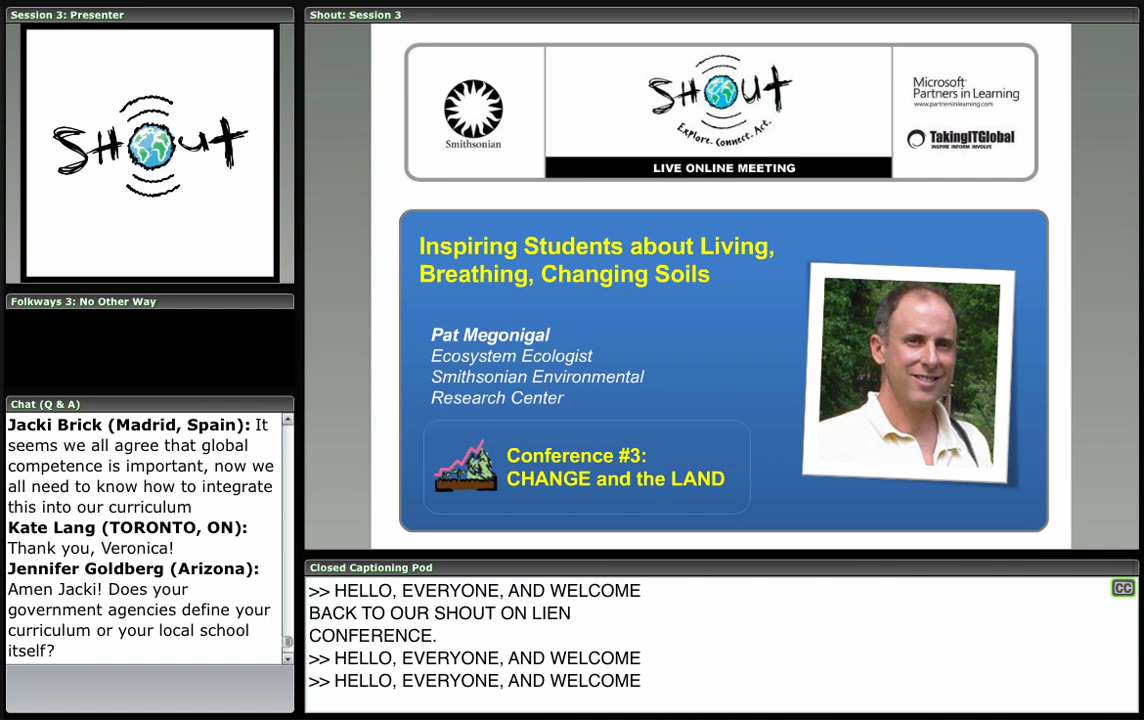 Session 3: Presenter
SHOUT
Folkways 3: No Other Way
Chat (Q & A)
Jacki Brick (Madrid, Spain): It
seems we all agree that global
competence is important, now we
all need to know how to integrate
this into our curriculum
Kate Lang (TORONTO, ON):
Thank you, Veronica!
Jennifer Goldberg (Arizona):
Amen Jacki! Does your
government agencies define your
curriculum or your local school
itself?
Shout: Session 3
Smithsonian
SHOUT
Explore. Connect. Act.
LIVE ONLINE MEETING
Microsoft
Partners in Learning
www.partnersinlearning.com
TakingITGlobal
INSPIRE INFORM INVOLVE
Inspiring Students about Living,
Breathing, Changing Soils
Pat Megonigal
Ecosystem Ecologist
Smithsonian Environmental
Research Center
Conference #3:
CHANGE and the LAND
Closed Captioning Pod
>> HELLO, EVERYONE, AND WELCOME
BACK TO OUR SHOUT ON LIEN
CONFERENCE.
>> HELLO, EVERYONE, AND WELCOME
>> HELLO, EVERYONE, AND WELCOME
CC